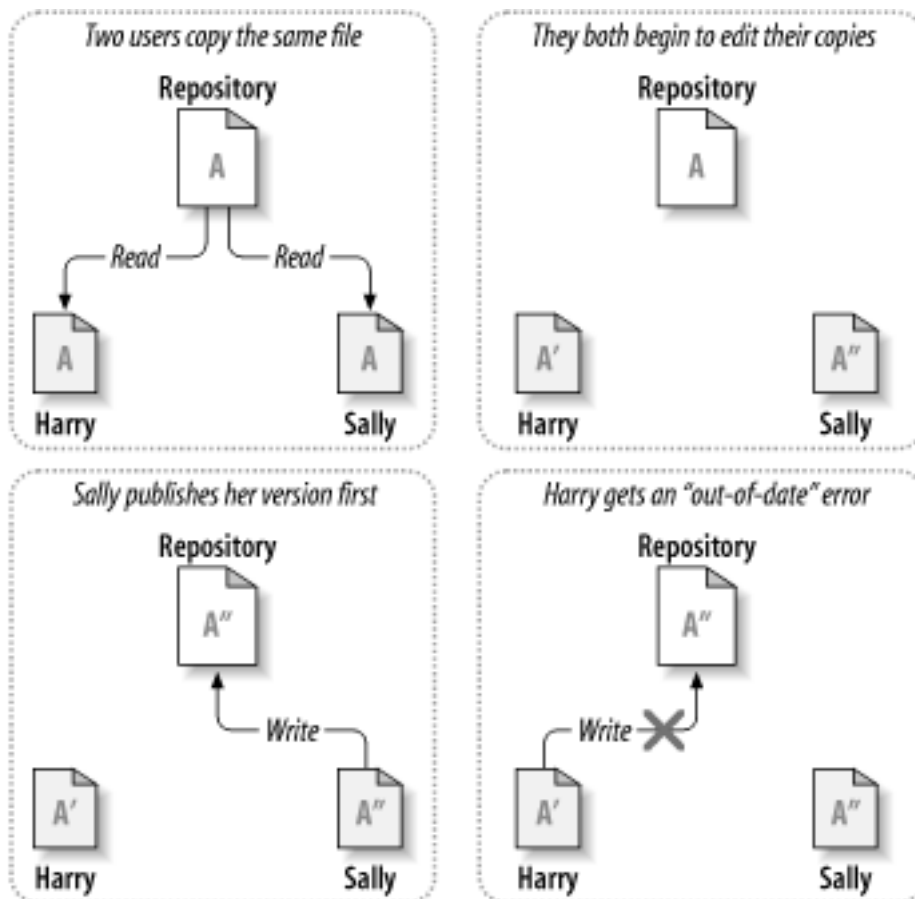 Two users copy the same file
Repository
A
Read
Read
A
A
Harry
Sally
They both begin to edit their copies
Repository
A
A'
A"
Harry
Sally
Sally publishes her version first
Repository
A"
Write
A'
A"
Harry
Sally
Harry gets an “out-of-date” error
Repository
A"
Write
A'
A"
Harry
Sally